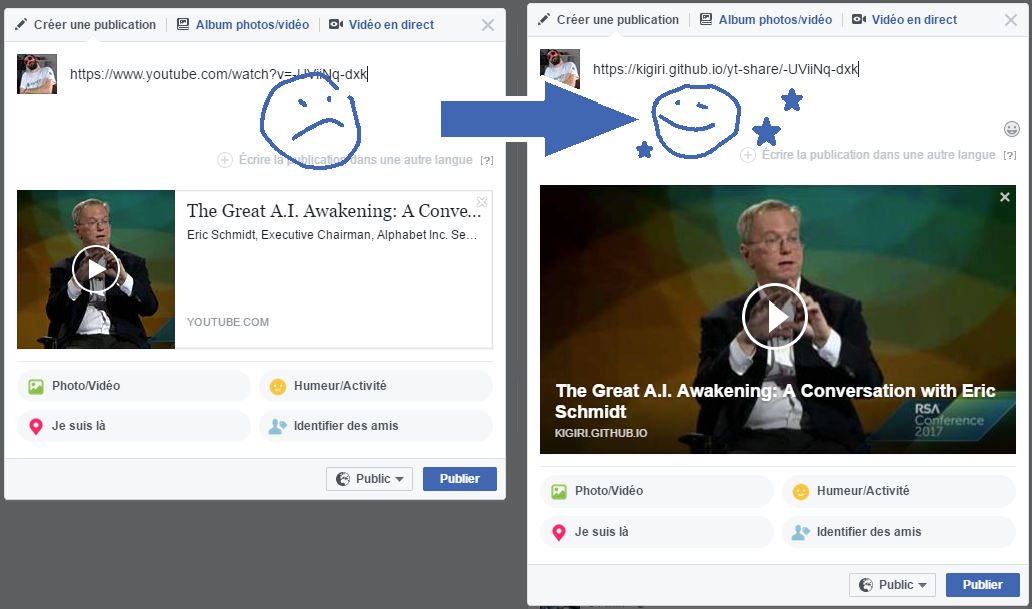 Créer une publication
Album photos/vidéo
Vidéo en direct
https://www.youtube.com/watch?v=-UViiNq-dxk
Écrire la publication dans une autre langue [?]
The Great A.I. Awakening: A Conve...
Eric Schmidt, Executive Chairman, Alphabet Inc. Se...
YOUTUBE.COM
Photo/Vidéo
Humeur/Activité
Je suis là
Identifier des amis
Public
Publier
Créer une publication
Album photos/vidéo
Vidéo en direct
https://kigiri.github.io/yt-share/-UViiNq-dxk
Écrire la publication dans une autre langue [?]
The Great A.I. Awakening: A Conversation with Eric
Schmidt
KIGIRI.GITHUB.IO
RSA
Conference
2017
Photo/Vidéo
Humeur/Activité
Je suis là
Identifier des amis
Public
Publier